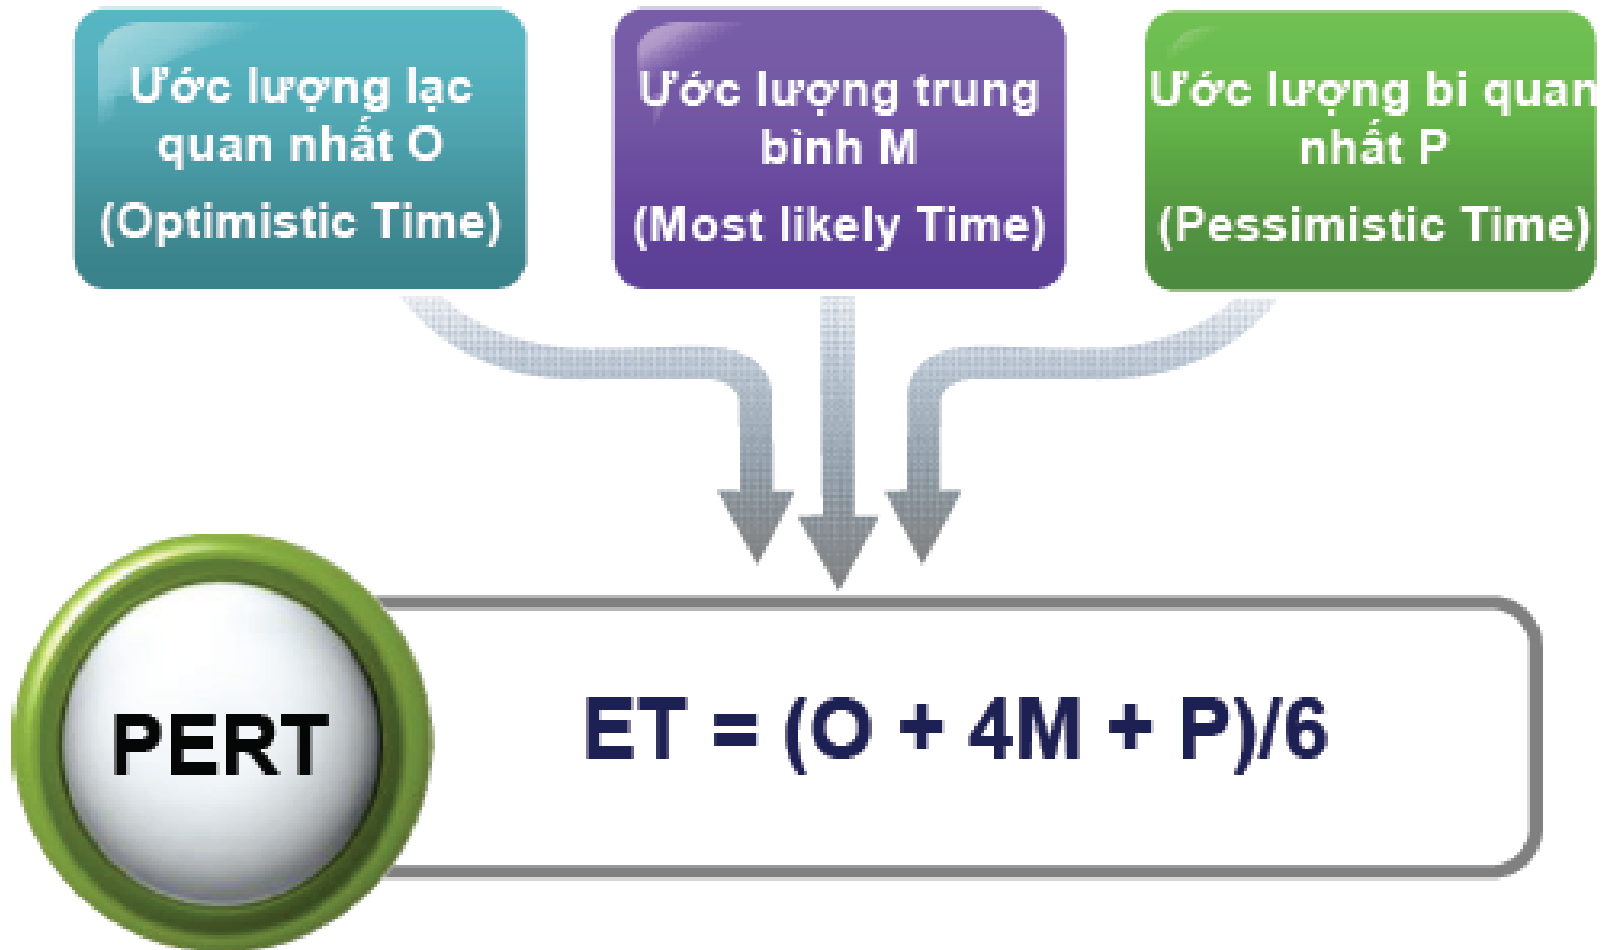 Ước lượng lạc
quan nhất O
(Optimistic Time)
Ước lượng trung
bình M
(Most likely Time)
Ước lượng bi quan
nhất P
(Pessimistic Time)
PERT
ET = (O + 4M + P)/6